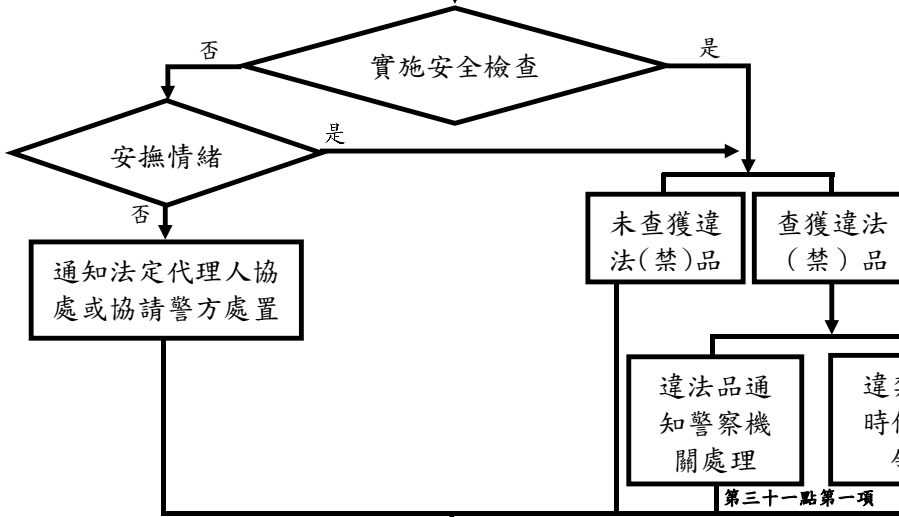 否
實施安全檢查
是
安撫情緒
是
否
通知法定代理人協
處或協請警方處置
未查獲違
法(禁)品
查獲違法
(禁)品
違法品通
知警察機
關處理
違
時
第三十一點第一項